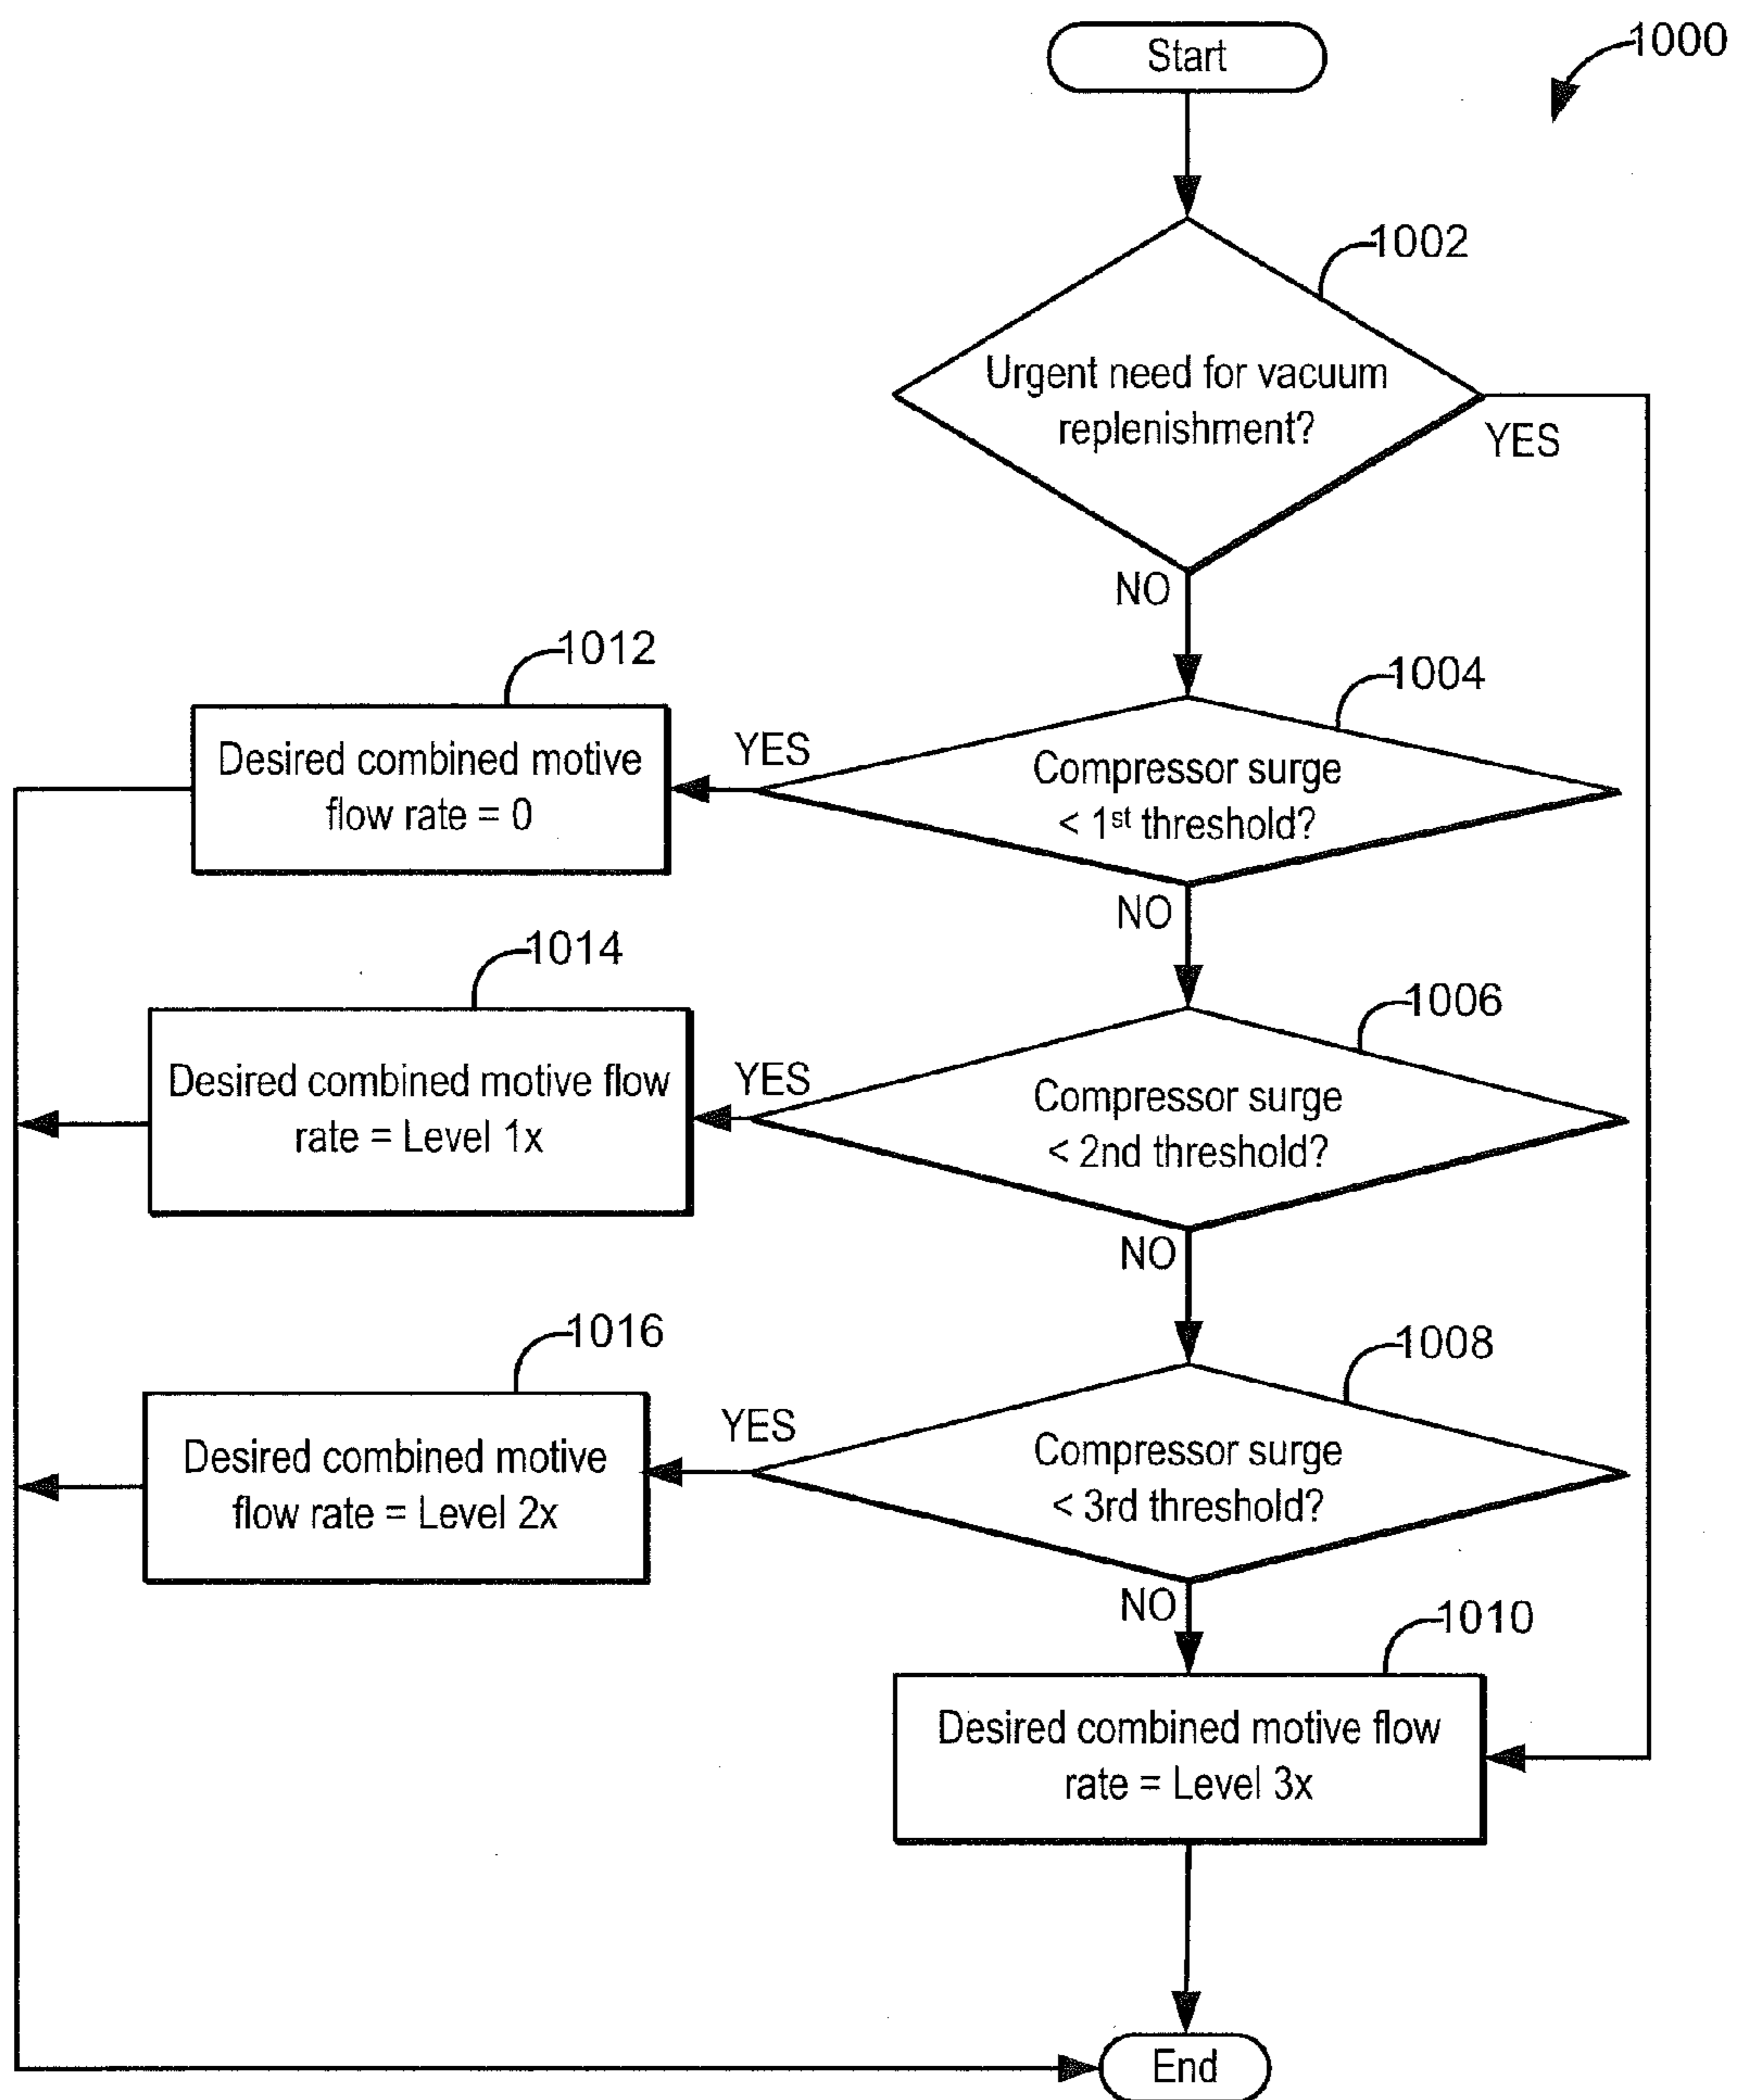 Start
1000
1002
Urgent need for vacuum
replenishment?
YES
NO
1012
1004
Desired combined motive
flow rate = 0
YES
Compressor surge
< 1st threshold?
NO
1014
1006
Desired combined motive flow
rate = Level 1x
YES
Compressor surge
< 2nd threshold?
NO
1016
1008
Desired combined motive
flow rate = Level 2x
YES
Compressor surge
< 3rd threshold?
NO
1010
Desired combined motive flow
rate = Level 3x
End